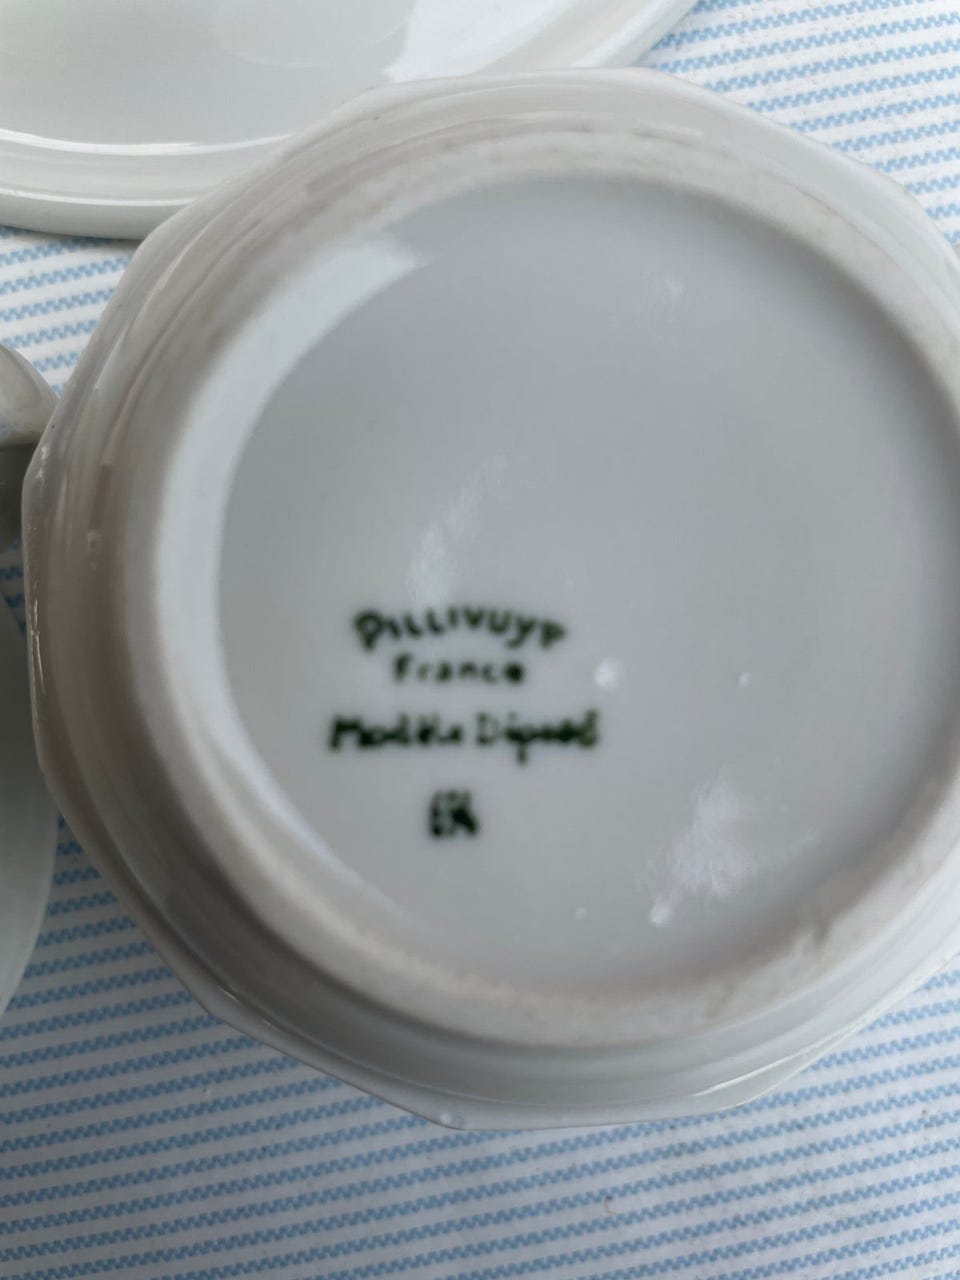 PILLIVUYT
France
Modèle Déposé